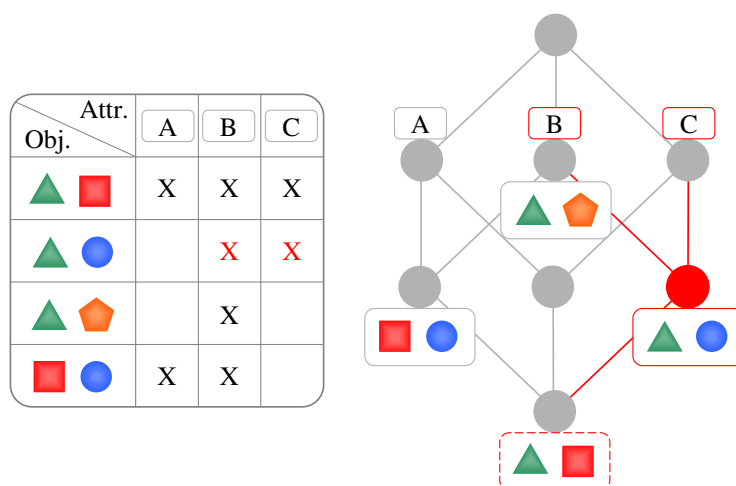 Attr.
Obj.
A B C
X X X
X X
X
X X
A B C